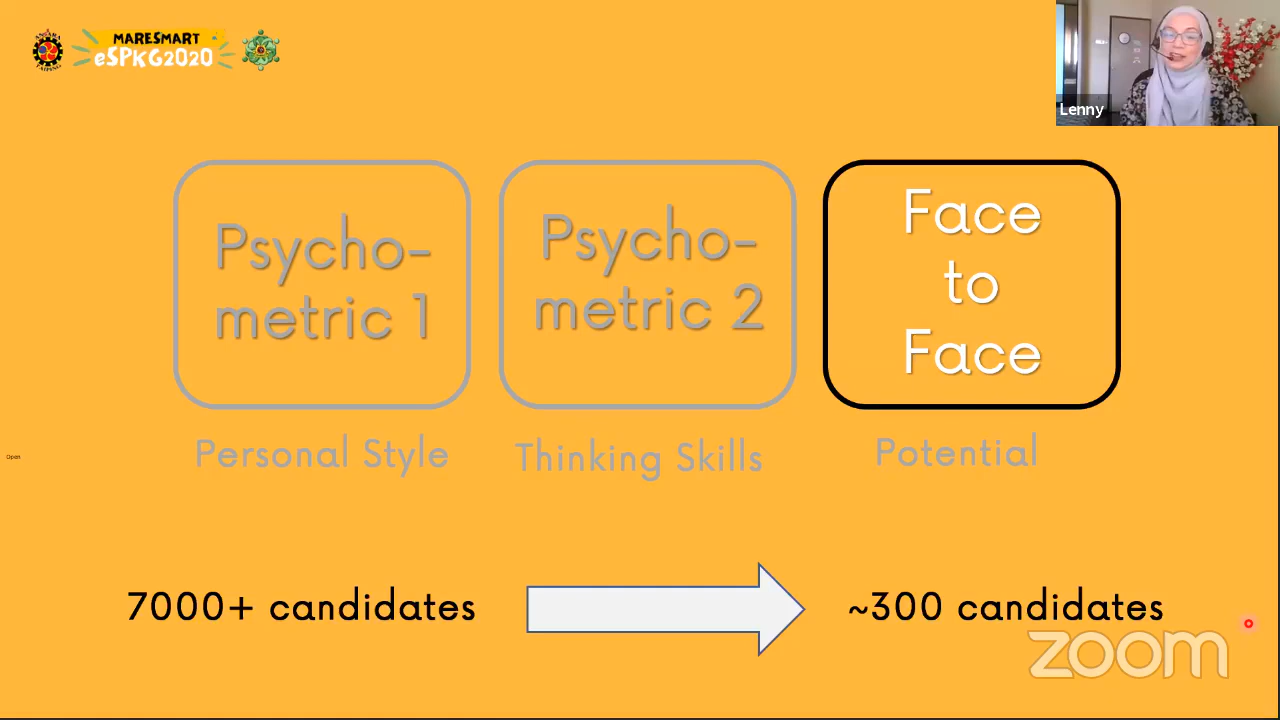 MARESMART
eSPKG2020
Lenny
Psycho-
metric 1
Psycho-
metric 2
Face
to
Face
Personal Style
Thinking Skills
Potential
Open
7000+ candidates
~300 candidates
zoom